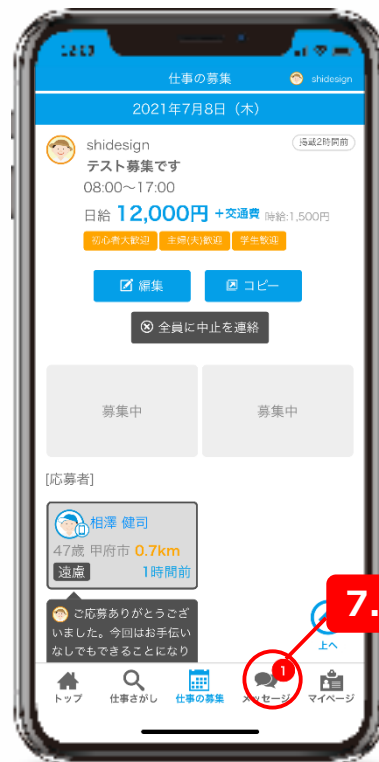 12:03
仕事の募集
shidesign
2021年7月8日（木）
shidesign
掲載2時間前
テスト募集です
08:00〜17:00
日給 12,000円 +交通費 時給:1,500円
初心者大歓迎 主婦(夫)歓迎 学生歓迎
編集 コピー
全員に中止を連絡
募集中 募集中
[応募者]
相澤 健司
47歳 甲府市 0.7km
遠慮 1時間前
ご応募ありがとうござ
いました。今回はお手伝い
なしでもできることになり
7.
上へ
1
トップ 仕事さがし 仕事の募集 メッセージ マイページ